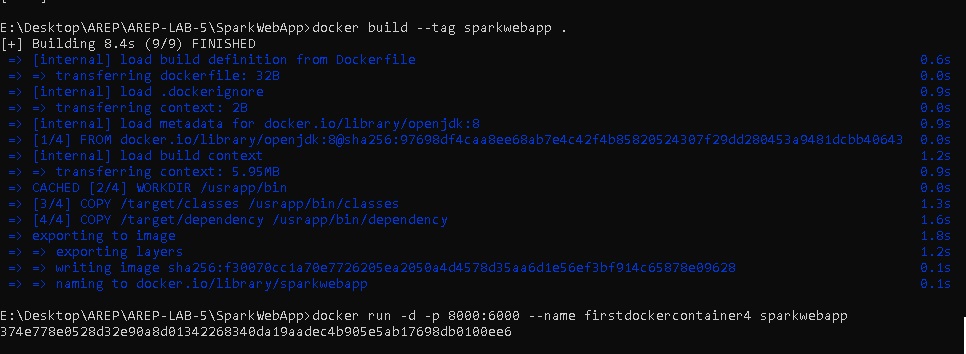 E:\Desktop\AREP\AREP-LAB-5\SparkWebApp>docker build --tag sparkwebapp .
[+] Building 8.4s (9/9) FINISHED
=> [internal] load build definition from Dockerfile 0.6s
=> => transferring dockerfile: 32B 0.0s
=> [internal] load .dockerignore 0.9s
=> => transferring context: 2B 0.0s
=> [internal] load metadata for docker.io/library/openjdk:8 0.9s
=> [1/4] FROM docker.io/library/openjdk:8@sha256:97698df4caa8ee68ab7e4c42f4b85820524307f29dd280453a9481dcbb40643 0.0s
=> [internal] load build context 1.2s
=> => transferring context: 5.95MB 0.9s
=> CACHED [2/4] WORKDIR /usrapp/bin 0.0s
=> [3/4] COPY /target/classes /usrapp/bin/classes 1.3s
=> [4/4] COPY /target/dependency /usrapp/bin/dependency 1.6s
=> exporting to image 1.8s
=> => exporting layers 1.2s
=> => writing image sha256:f30070cc1a70e7726205ea2050a4d4578d35aa6d1e56ef3bf914c65878e09628 0.1s
=> => naming to docker.io/library/sparkwebapp 0.1s
E:\Desktop\AREP\AREP-LAB-5\SparkWebApp>docker run -d -p 8000:6000 --name firstdockercontainer4 sparkwebapp
374e778e0528d32e90a8d01342268340da19aadec4b905e5ab17698db0100ee6